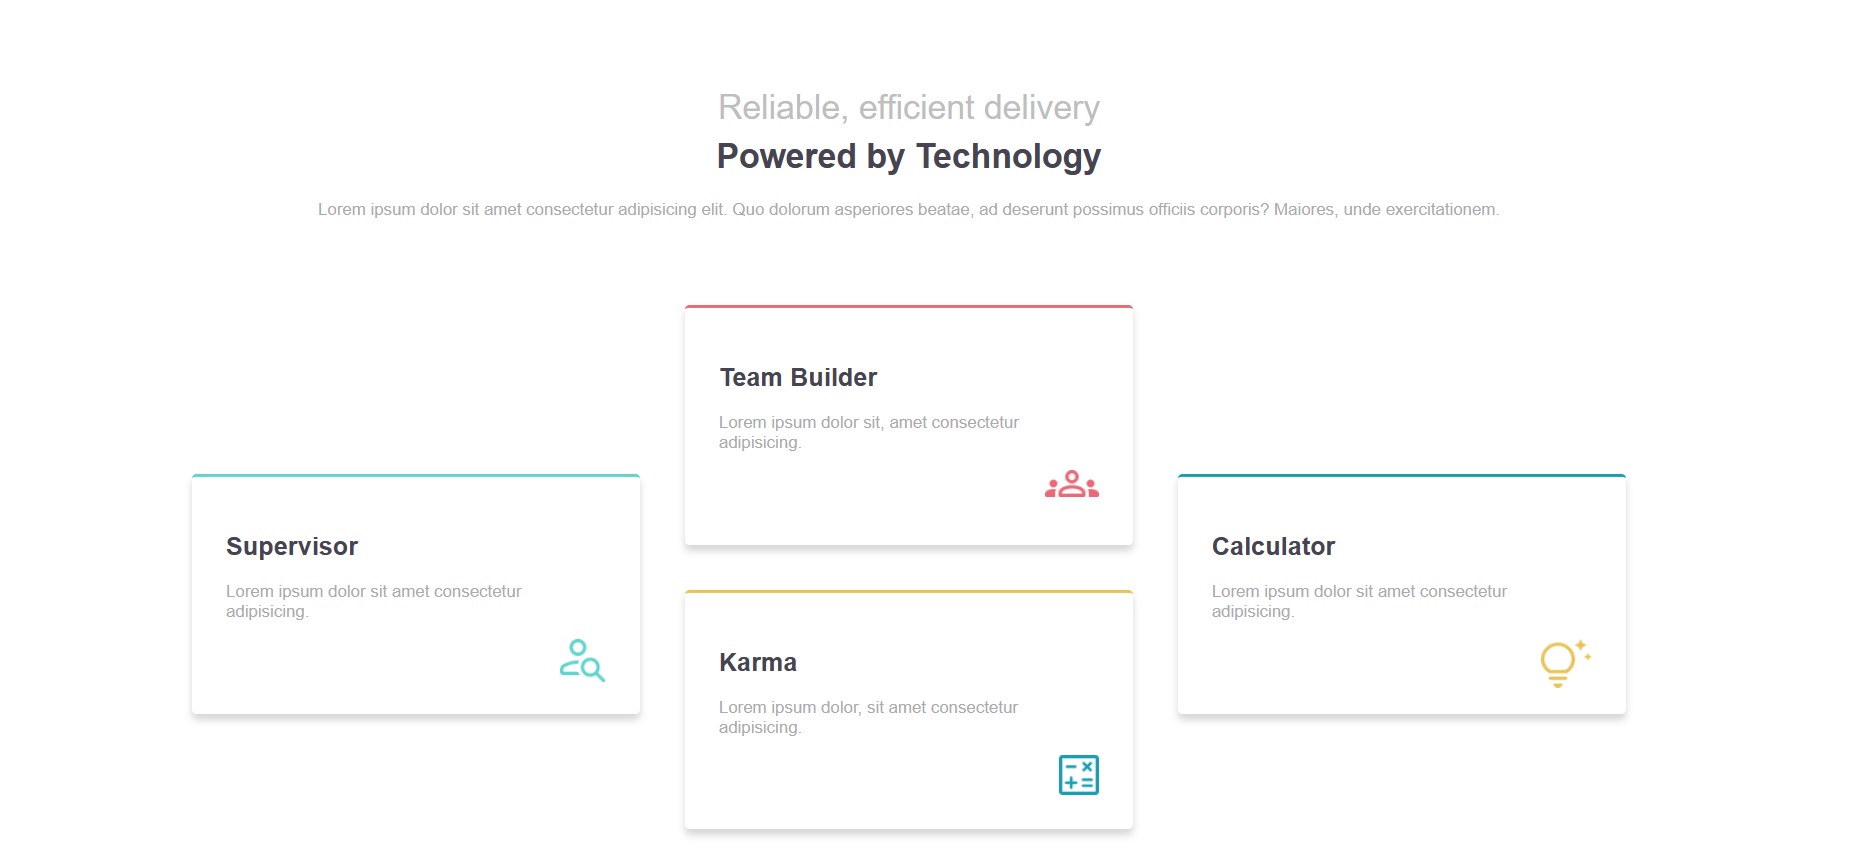 Reliable, efficient delivery
Powered by Technology
Lorem ipsum dolor sit amet consectetur adipisicing elit. Quo dolorum asperiores beatae, ad deserunt possimus officiis corporis? Maiores, unde exercitationem.
Team Builder
Lorem ipsum dolor sit, amet consectetur
adipisicing.
Supervisor
Lorem ipsum dolor sit amet consectetur
adipisicing.
Calculator
Lorem ipsum dolor sit amet consectetur
adipisicing.
Karma
Lorem ipsum dolor, sit amet consectetur
adipisicing.